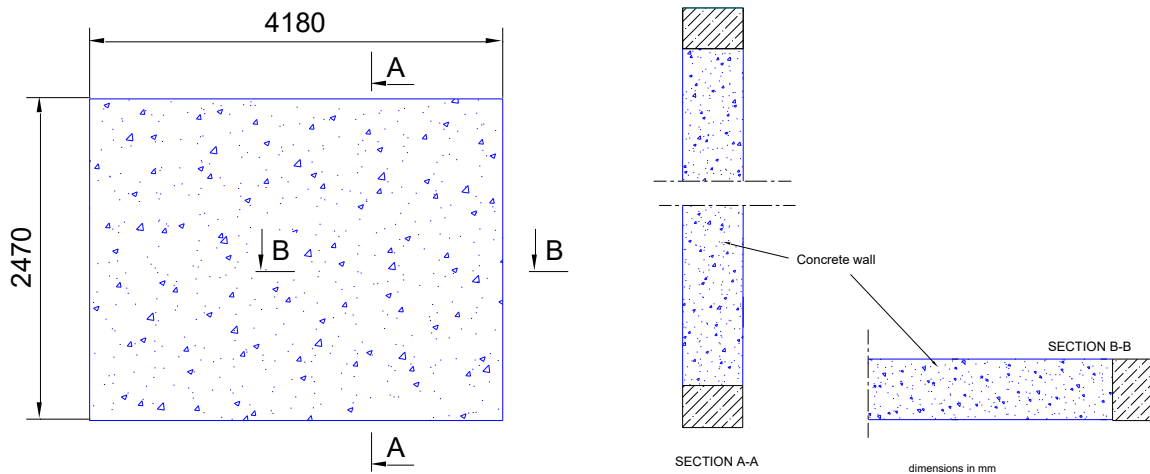 4180
A
2470
B
B
A
Concrete wall
SECTION B-B
SECTION A-A
dimensions in mm